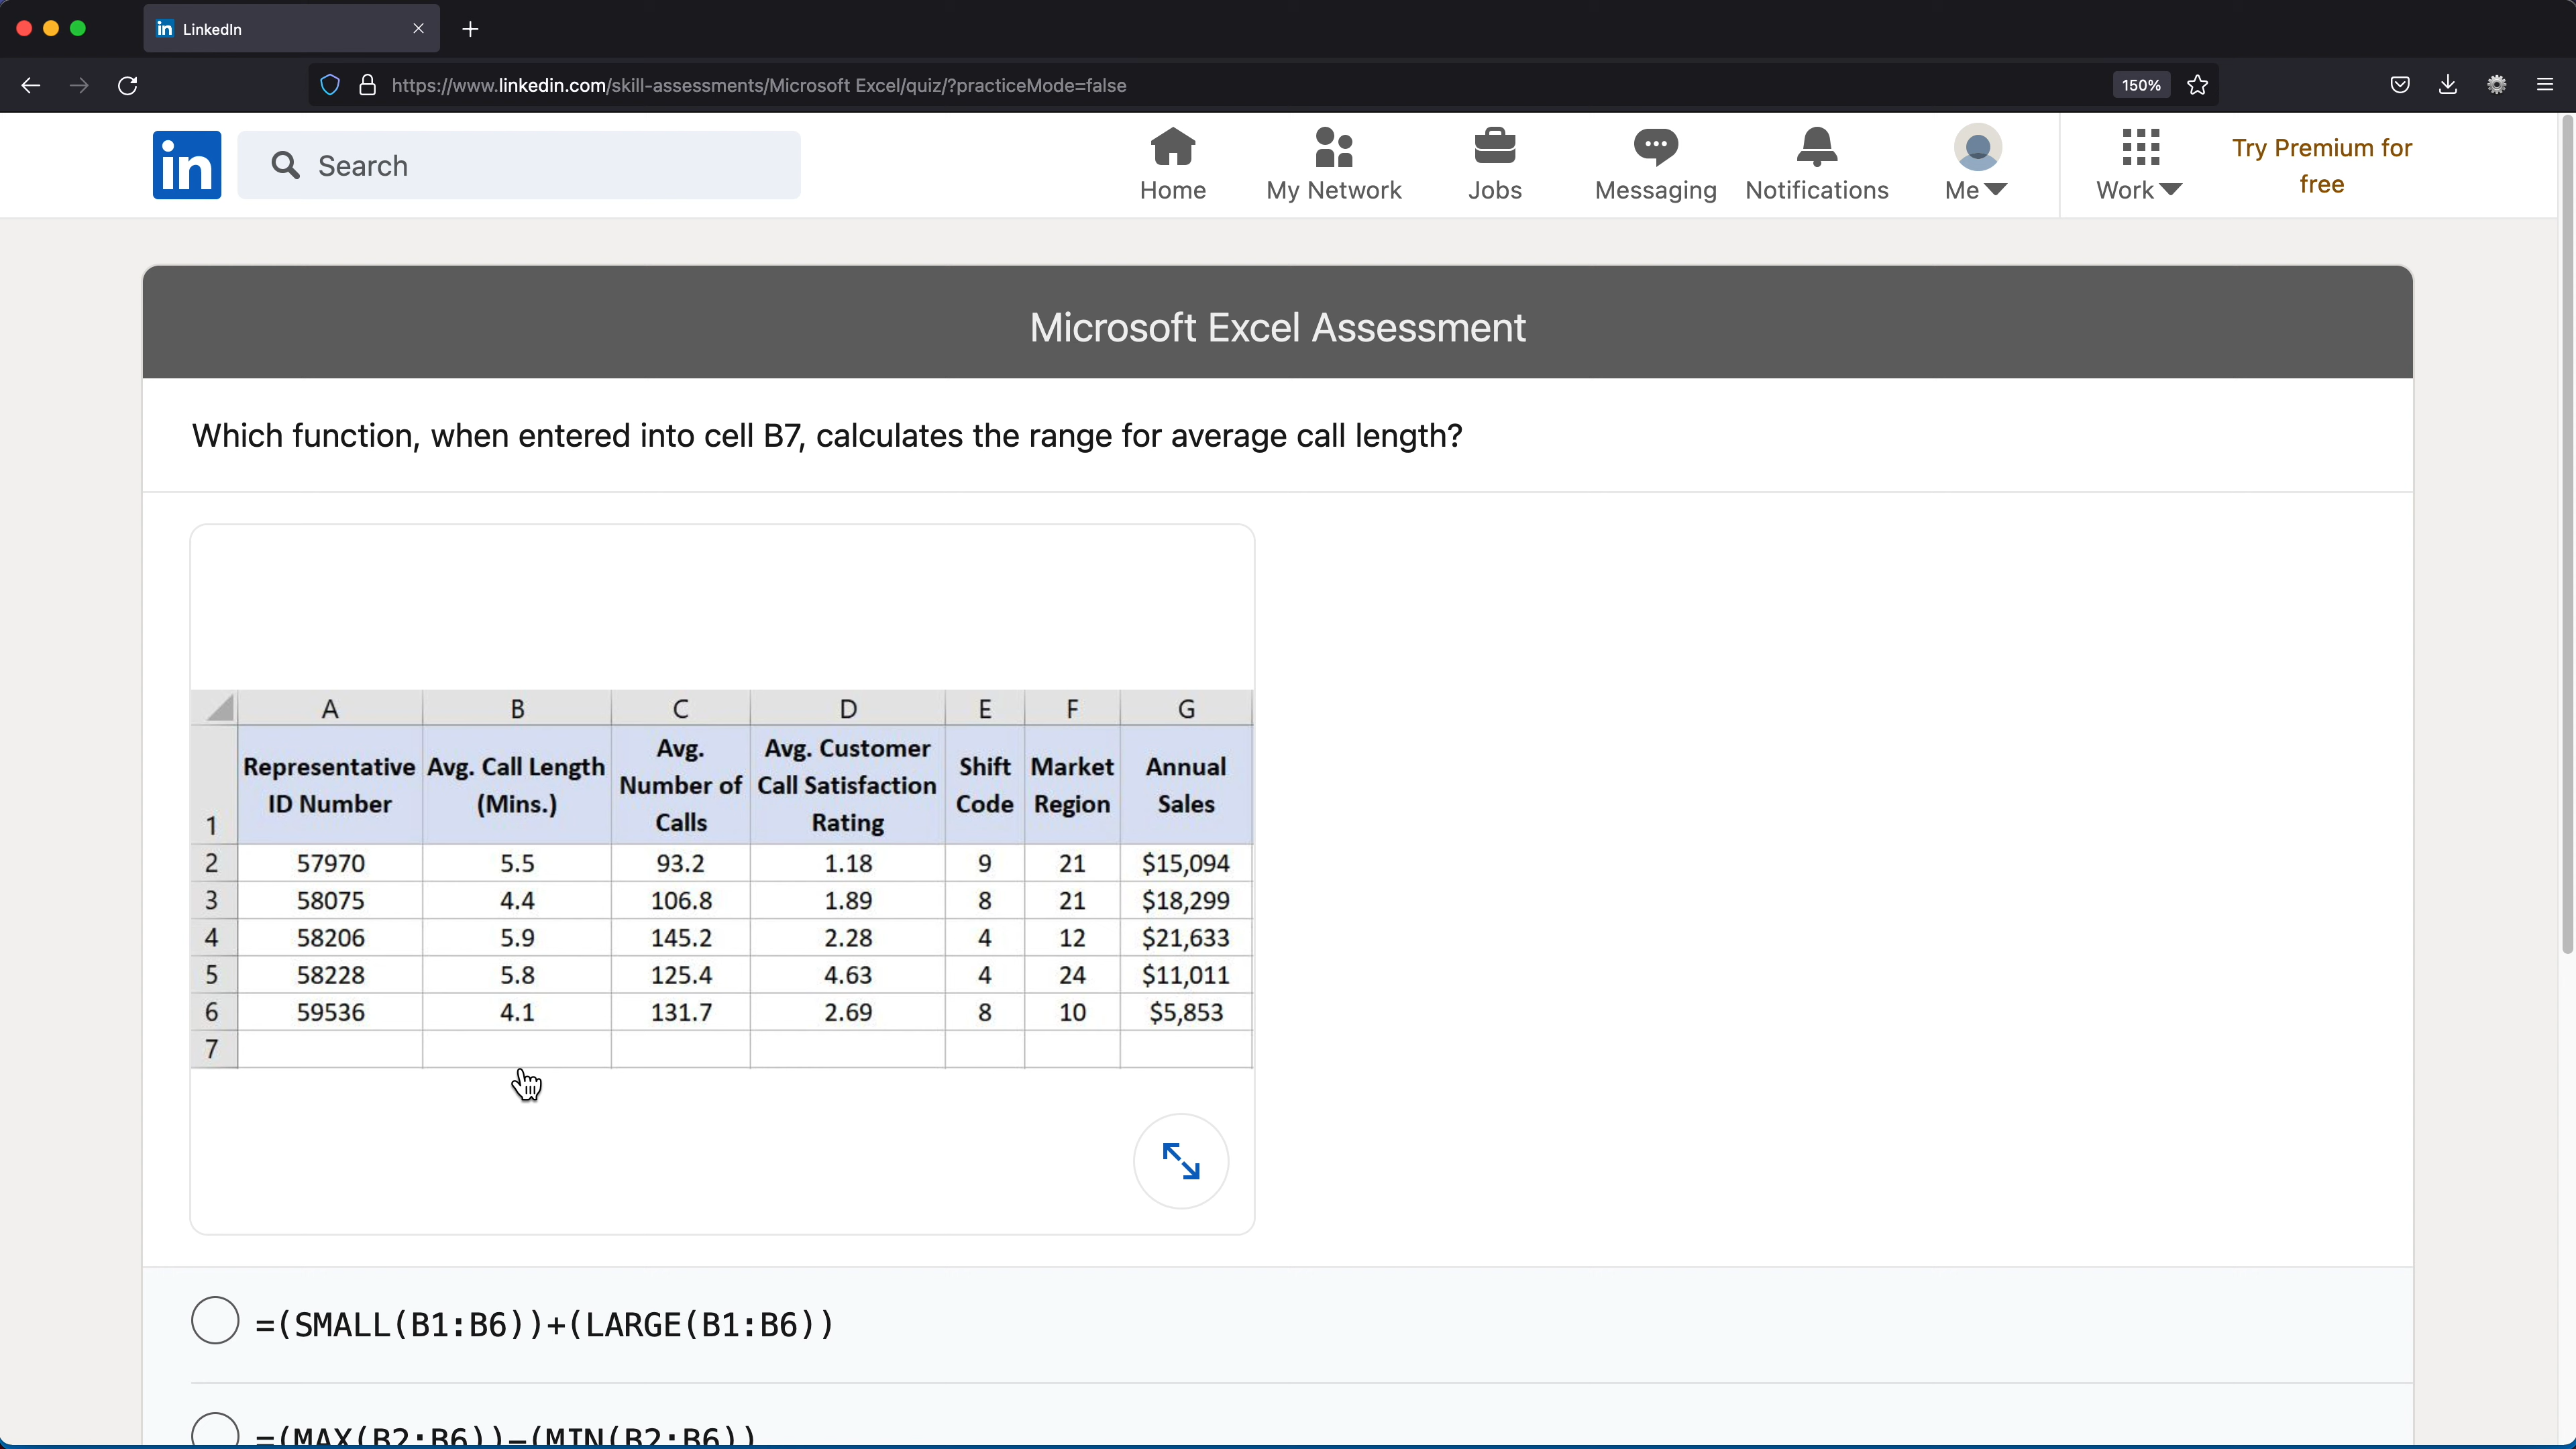 LinkedIn
https://www.linkedin.com/skill-assessments/Microsoft Excel/quiz/?practiceMode=false
150%
in
Search
Home
My Network
Jobs
Messaging
Notifications
Me
Work
Try Premium for
free
Microsoft Excel Assessment
Which function, when entered into cell B7, calculates the range for average call length?
A B C D E F G
1 Representative ID Number Avg. Call Length (Mins.) Avg. Number of Calls Avg. Customer Call Satisfaction Rating Shift Code Market Region Annual Sales
2 57970 5.5 93.2 1.18 9 21 $15,094
3 58075 4.4 106.8 1.89 8 21 $18,299
4 58206 5.9 145.2 2.28 4 12 $21,633
5 58228 5.8 125.4 4.63 4 24 $11,011
6 59536 4.1 131.7 2.69 8 10 $5,853
7
=(SMALL(B1:B6))+(LARGE(B1:B6))
=(MAX(B2:B6))-(MIN(B2:B6))